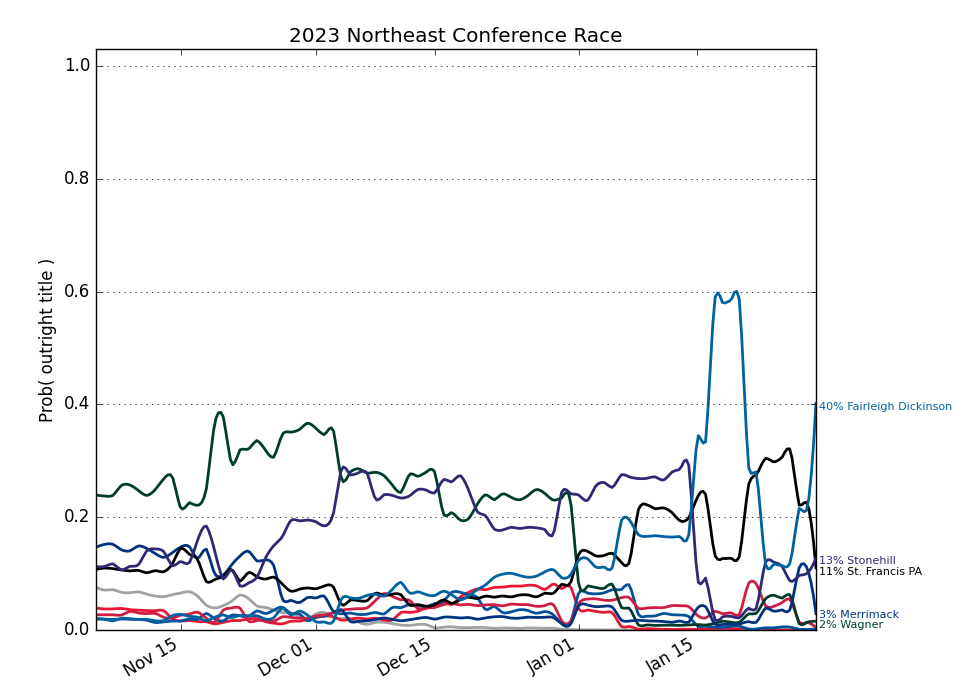 2023 Northeast Conference Race
Prob( outright title )
1.0
0.8
0.6
0.4
0.2
0.0
Nov 15
Dec 01
Dec 15
Jan 01
Jan 15
40% Fairleigh Dickinson
13% Stonehill
11% St. Francis PA
3% Merrimack
2% Wagner